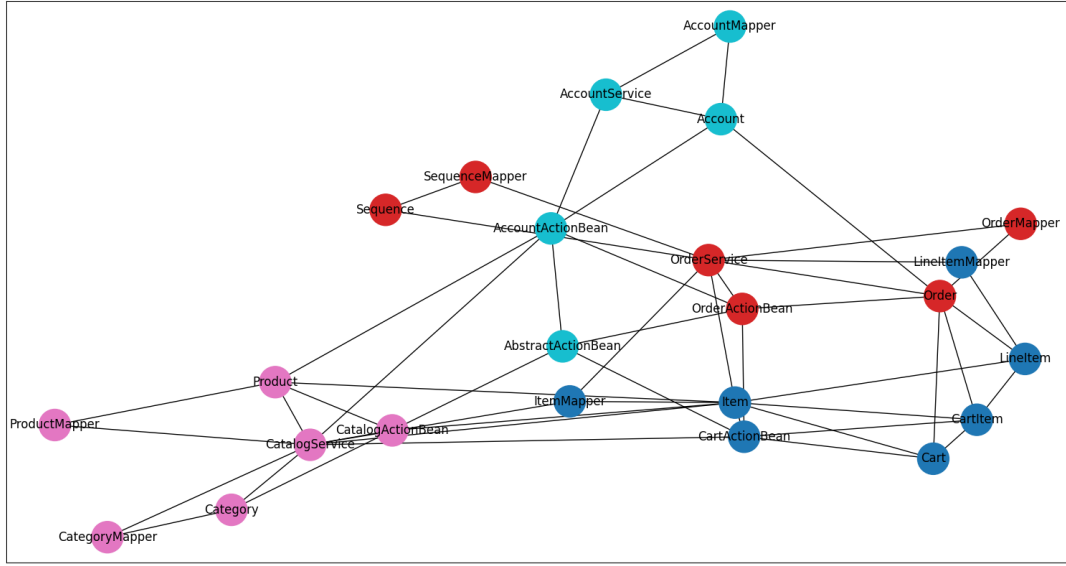 AccountMapper
AccountService
Account
SequenceMapper
Sequence
AccountActionBean
OrderMapper
OrderService
LineItemMapper
Order
OrderActionBean
AbstractActionBean
LineItem
Product
ItemMapper
Item
ProductMapper
CatalogActionBean
CartItem
CatalogService
CartActionBean
Cart
Category
CategoryMapper